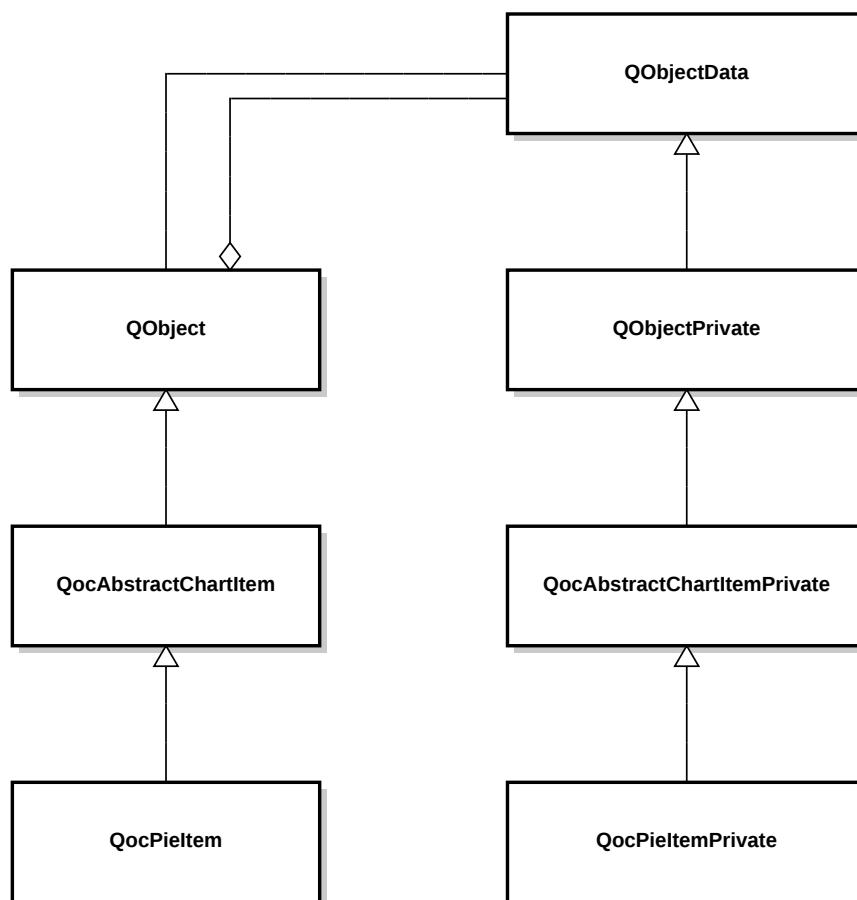 QObjectData
QObject
QObjectPrivate
QocAbstractChartItem
QocAbstractChartItemPrivate
QocPieItem
QocPieItemPrivate